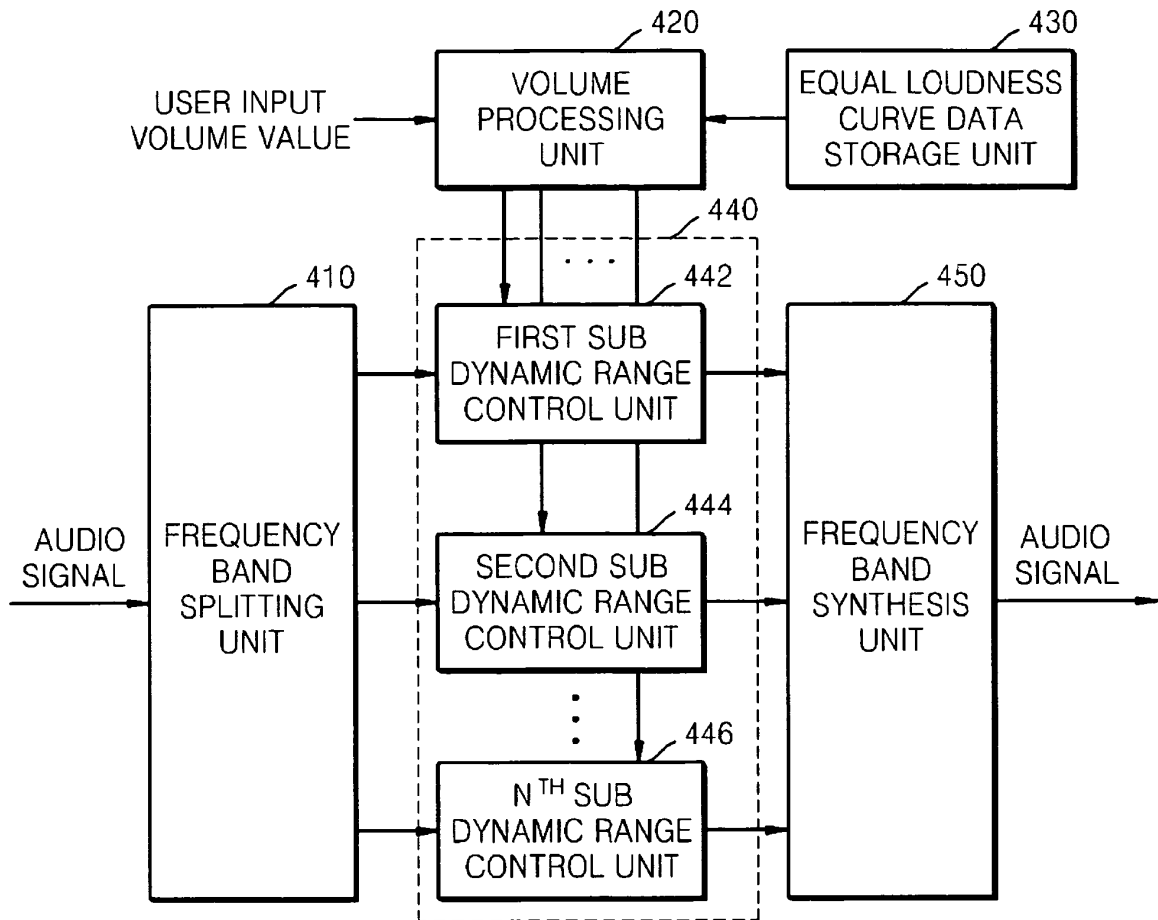 420
VOLUME
PROCESSING
UNIT
430
EQUAL LOUDNESS
CURVE DATA
STORAGE UNIT
USER INPUT
VOLUME VALUE
440
. . .
410
FREQUENCY
BAND
SPLITTING
UNIT
442
FIRST SUB
DYNAMIC RANGE
CONTROL UNIT
450
FREQUENCY
BAND
SYNTHESIS
UNIT
AUDIO
SIGNAL
444
SECOND SUB
DYNAMIC RANGE
CONTROL UNIT
AUDIO
SIGNAL
446
NTH SUB
DYNAMIC RANGE
CONTROL UNIT